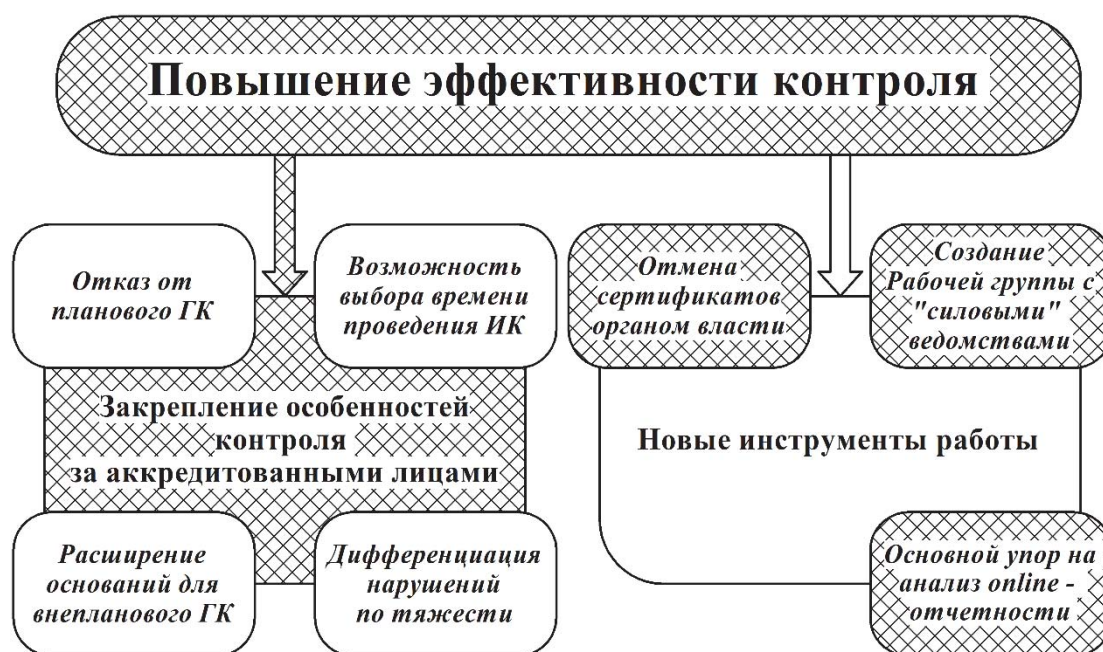 Повышение эффективности контроля
Отказ от
планового ГК
Возможность
выбора времени
проведения ИК
Закрепление особенностей
контроля
за аккредитованными лицами
Расширение
оснований для
внепланового ГК
Дифференциация
нарушений
по тяжести
Отмена
сертификатов
органом власти
Создание
Рабочей группы с
"силовыми"
ведомствами
Новые инструменты работы
Основной упор на
анализ online -
отчетности